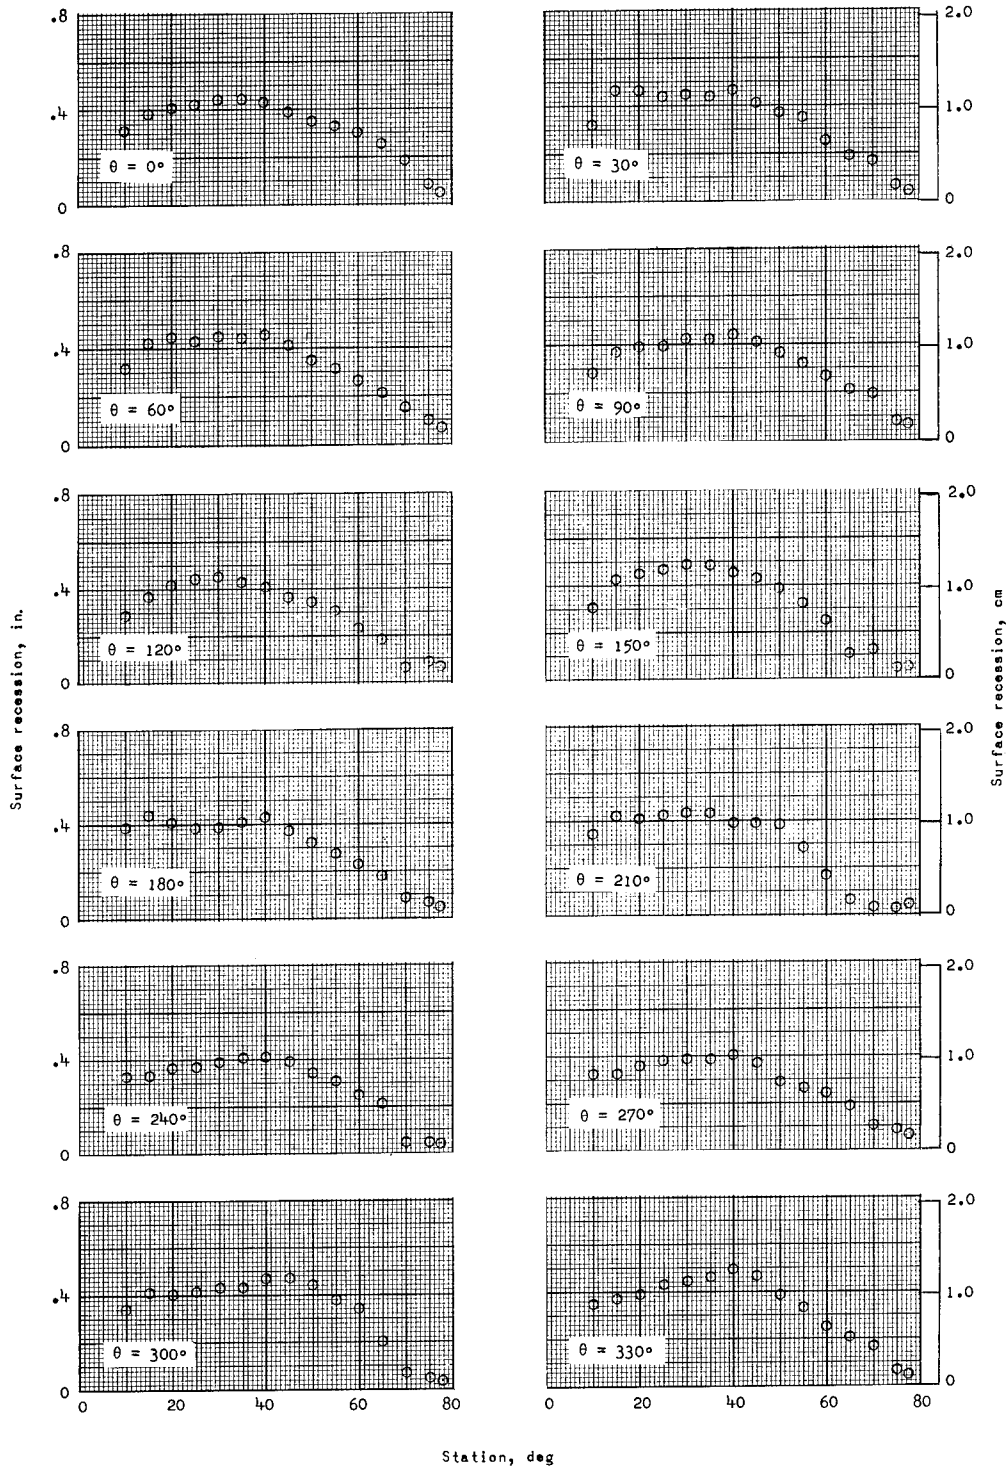 .8
.4
0
θ = 0°
2.0
1.0
0
θ = 30°
.8
.4
0
θ = 60°
2.0
1.0
0
θ = 90°
.8
.4
0
θ = 120°
2.0
1.0
0
θ = 150°
Surface recession, in.
Surface recession, cm
.8
.4
0
θ = 180°
2.0
1.0
0
θ = 210°
.8
.4
0
θ = 240°
2.0
1.0
0
θ = 270°
.8
.4
0
θ = 300°
2.0
1.0
0
θ = 330°
0 20 40 60 80
0 20 40 60 80
Station, deg